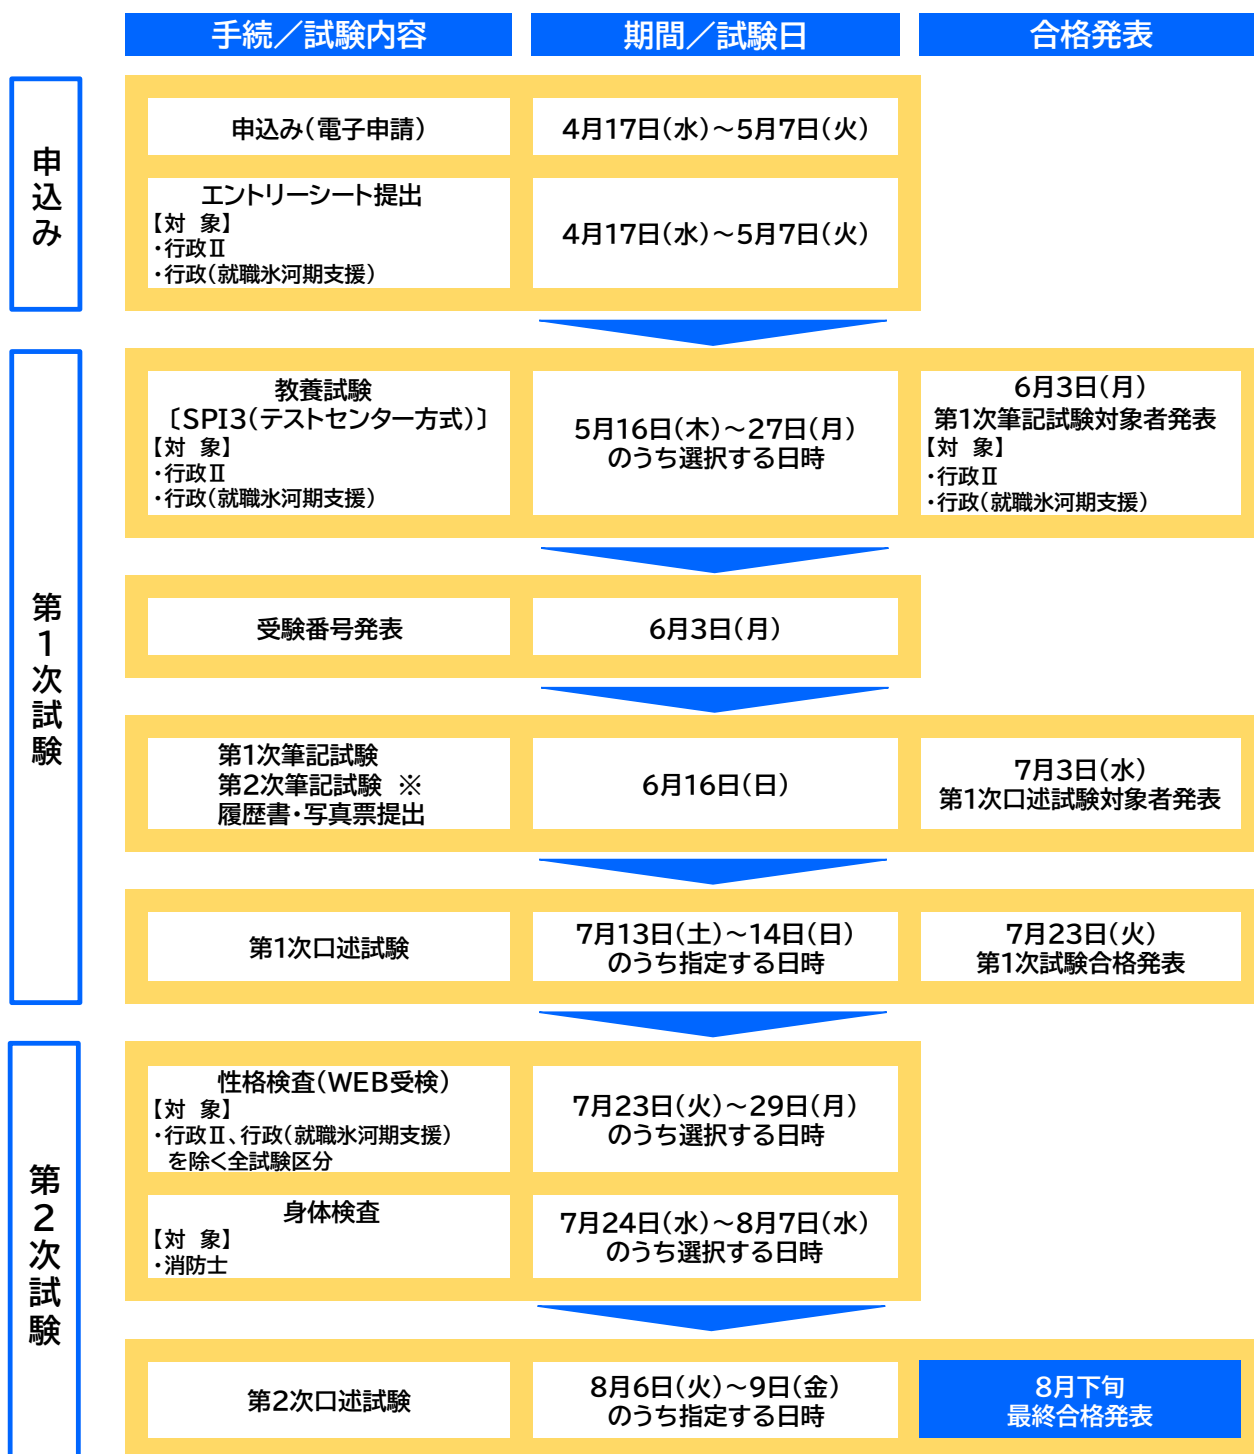 手続／試験内容
期間／試験日
合格発表
申込み
申込み（電子申請）
4月17日（水）～5月7日（火）
エントリーシート提出
【対 象】
・行政Ⅱ
・行政（就職氷河期支援）
4月17日（水）～5月7日（火）
第1次試験
教養試験
〔SPI3（テストセンター方式）〕
【対 象】
・行政Ⅱ
・行政（就職氷河期支援）
5月16日（木）～27日（月）
のうち選択する日時
6月3日（月）
第1次筆記試験対象者発表
【対 象】
・行政Ⅱ
・行政（就職氷河期支援）
受験番号発表
6月3日（月）
第1次筆記試験
第2次筆記試験 ※
履歴書・写真票提出
6月16日（日）
7月3日（水）
第1次口述試験対象者発表
第1次口述試験
7月13日（土）～14日（日）
のうち指定する日時
7月23日（火）
第1次試験合格発表
第2次試験
性格検査（WEB受検）
【対 象】
・行政Ⅱ、行政（就職氷河期支援）
を除く全試験区分
7月23日（火）～29日（月）
のうち選択する日時
身体検査
【対 象】
・消防士
7月24日（水）～8月7日（水）
のうち選択する日時
第2次口述試験
8月6日（火）～9日（金）
のうち指定する日時
8月下旬
最終合格発表